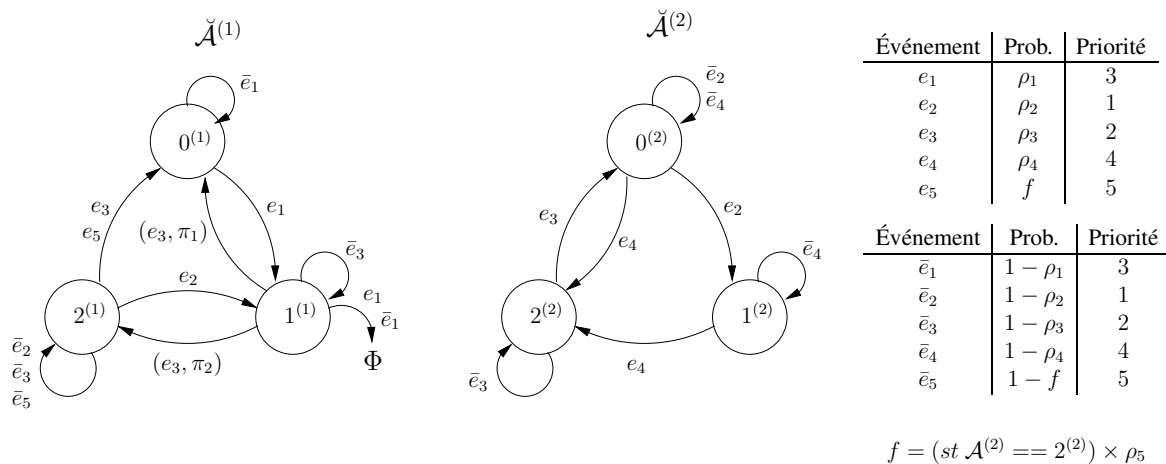 Ă⁽¹⁾
ē₁
0⁽¹⁾
e₃
e₅
(e₃, π₁)
e₁
ē₃
e₂
2⁽¹⁾
1⁽¹⁾
e₁
ē₁
(e₃, π₂)
Φ
ē₂
ē₃
ē₅
Ă⁽²⁾
ē₂
ē₄
0⁽²⁾
e₃
e₄
e₂
ē₄
2⁽²⁾
1⁽²⁾
e₄
ē₃
Événement Prob. Priorité
e₁ ρ₁ 3
e₂ ρ₂ 1
e₃ ρ₃ 2
e₄ ρ₄ 4
e₅ f 5
Événement Prob. Priorité
ē₁ 1 − ρ₁ 3
ē₂ 1 − ρ₂ 1
ē₃ 1 − ρ₃ 2
ē₄ 1 − ρ₄ 4
ē₅ 1 − f 5
f = (st A⁽²⁾ == 2⁽²⁾) × ρ₅